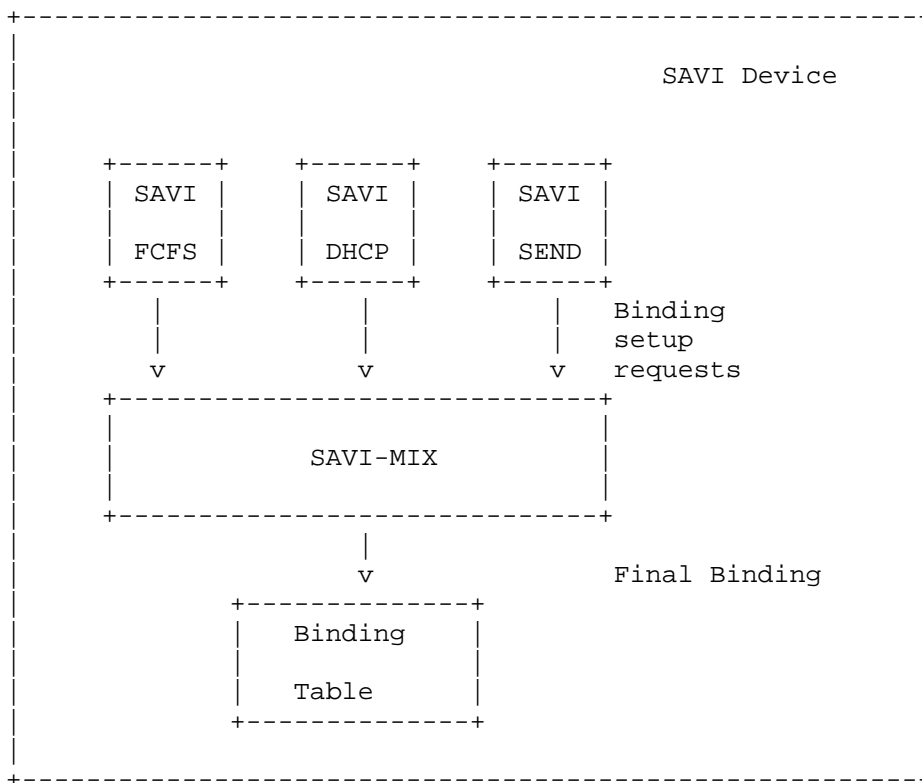 SAVI Device
SAVI SAVI SAVI
FCFS DHCP SEND
Binding
setup
v v v requests
SAVI-MIX
v Final Binding
Binding
Table